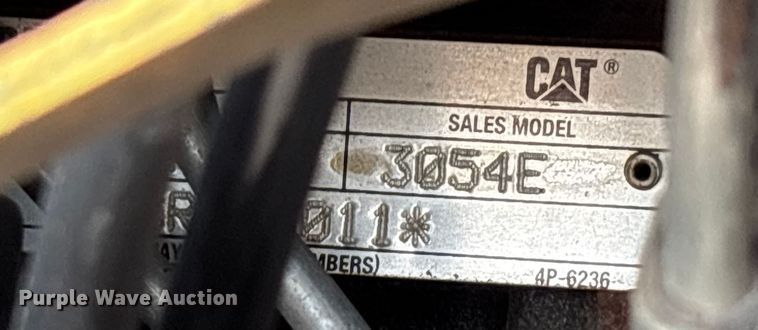 CAT®
SALES MODEL
3054E
011*
MBERS)
4P-6236
Purple Wave Auction